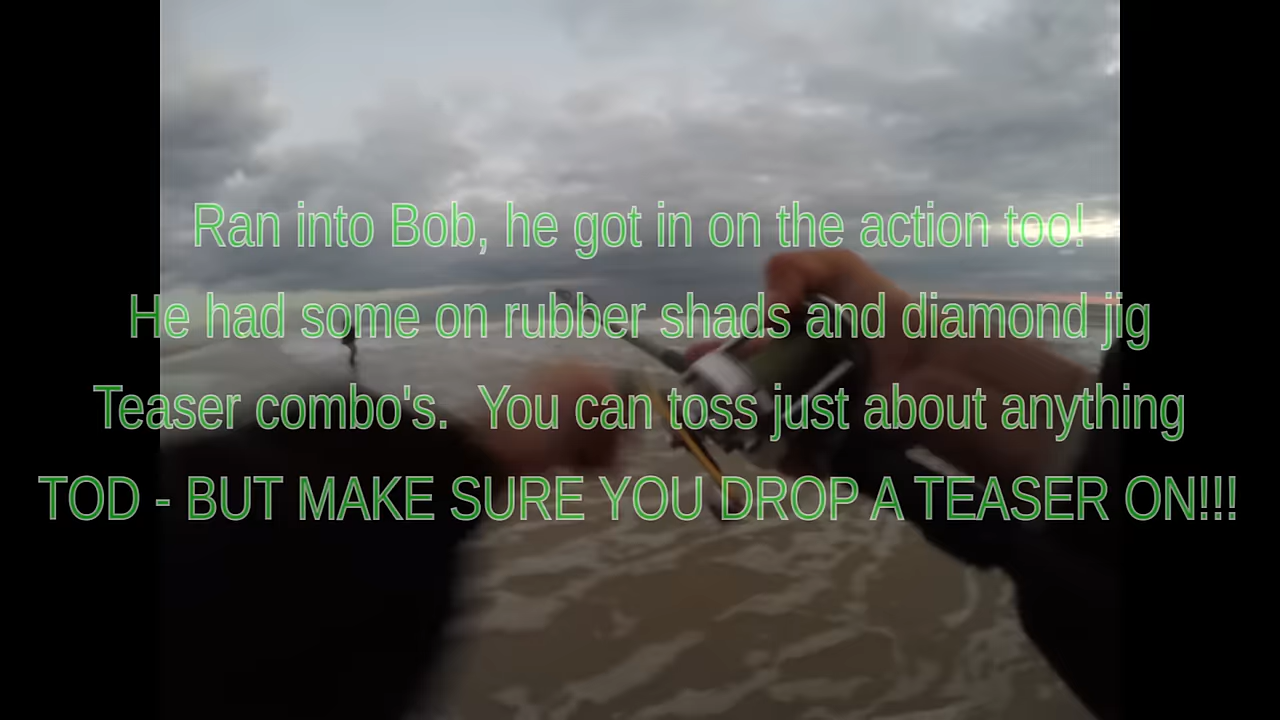 Ran into Bob, he got in on the action too!
He had some on rubber shads and diamond jig
Teaser combo's.  You can toss just about anything
TOD - BUT MAKE SURE YOU DROP A TEASER ON!!!